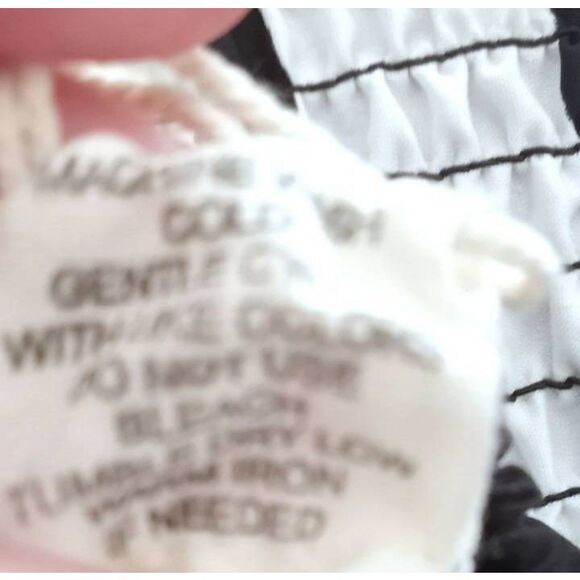 MACHINE
COLD
GENTLE
WITH LIKE COLORS
DO NOT USE
BLEACH
TUMBLE DRY LOW
WARM IRON
IF NEEDED